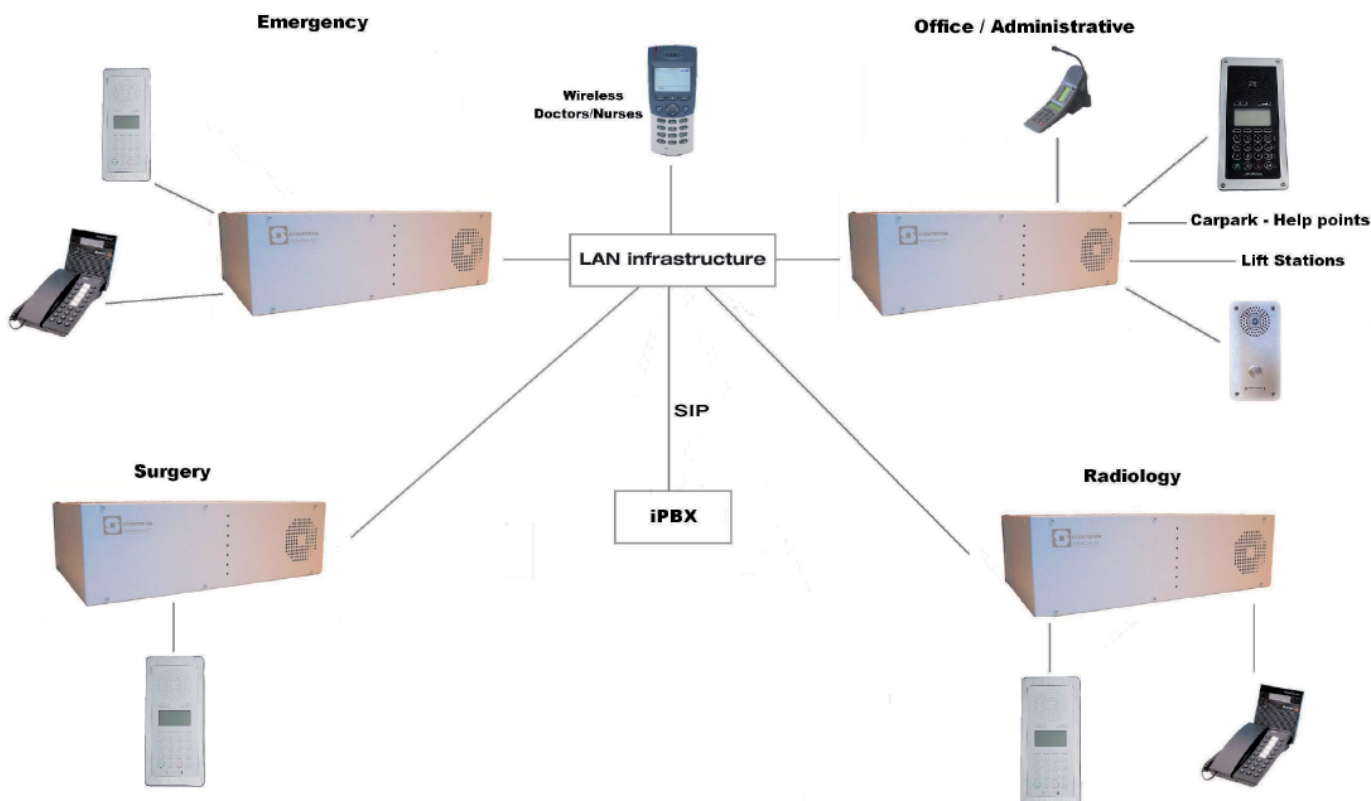 Emergency
Office / Administrative
Wireless
Doctors/Nurses
Carpark - Help points
LAN infrastructure
Lift Stations
SIP
Surgery
Radiology
iPBX